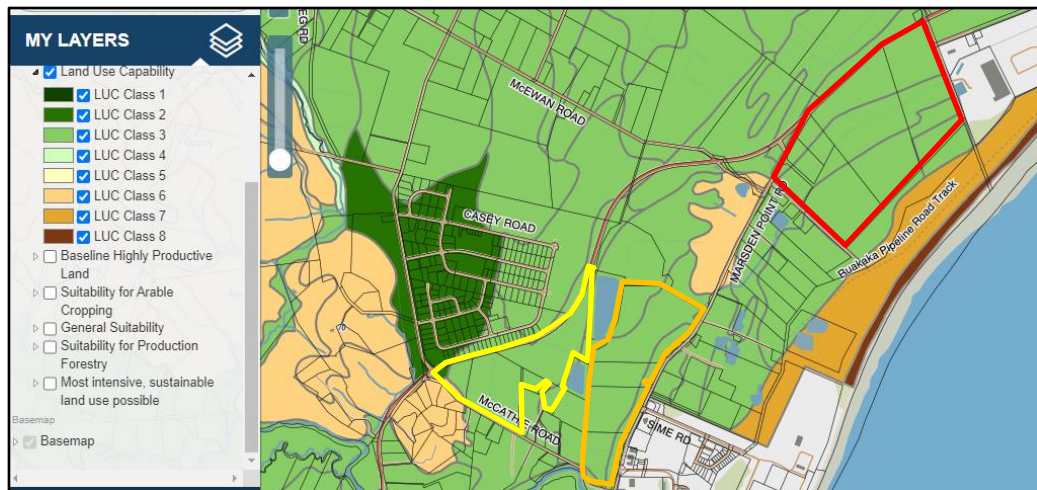 MY LAYERS
Land Use Capability
LUC Class 1
LUC Class 2
LUC Class 3
LUC Class 4
LUC Class 5
LUC Class 6
LUC Class 7
LUC Class 8
Baseline Highly Productive
Land
Suitability for Arable
Cropping
General Suitability
Suitability for Production
Forestry
Most intensive, sustainable
land use possible
Basemap
Basemap
EG RD
McEWAN ROAD
CASEY ROAD
MARSDEN POINT RD
Ruakaka Pipeline Road Track
McCATHIE ROAD
SIME RD